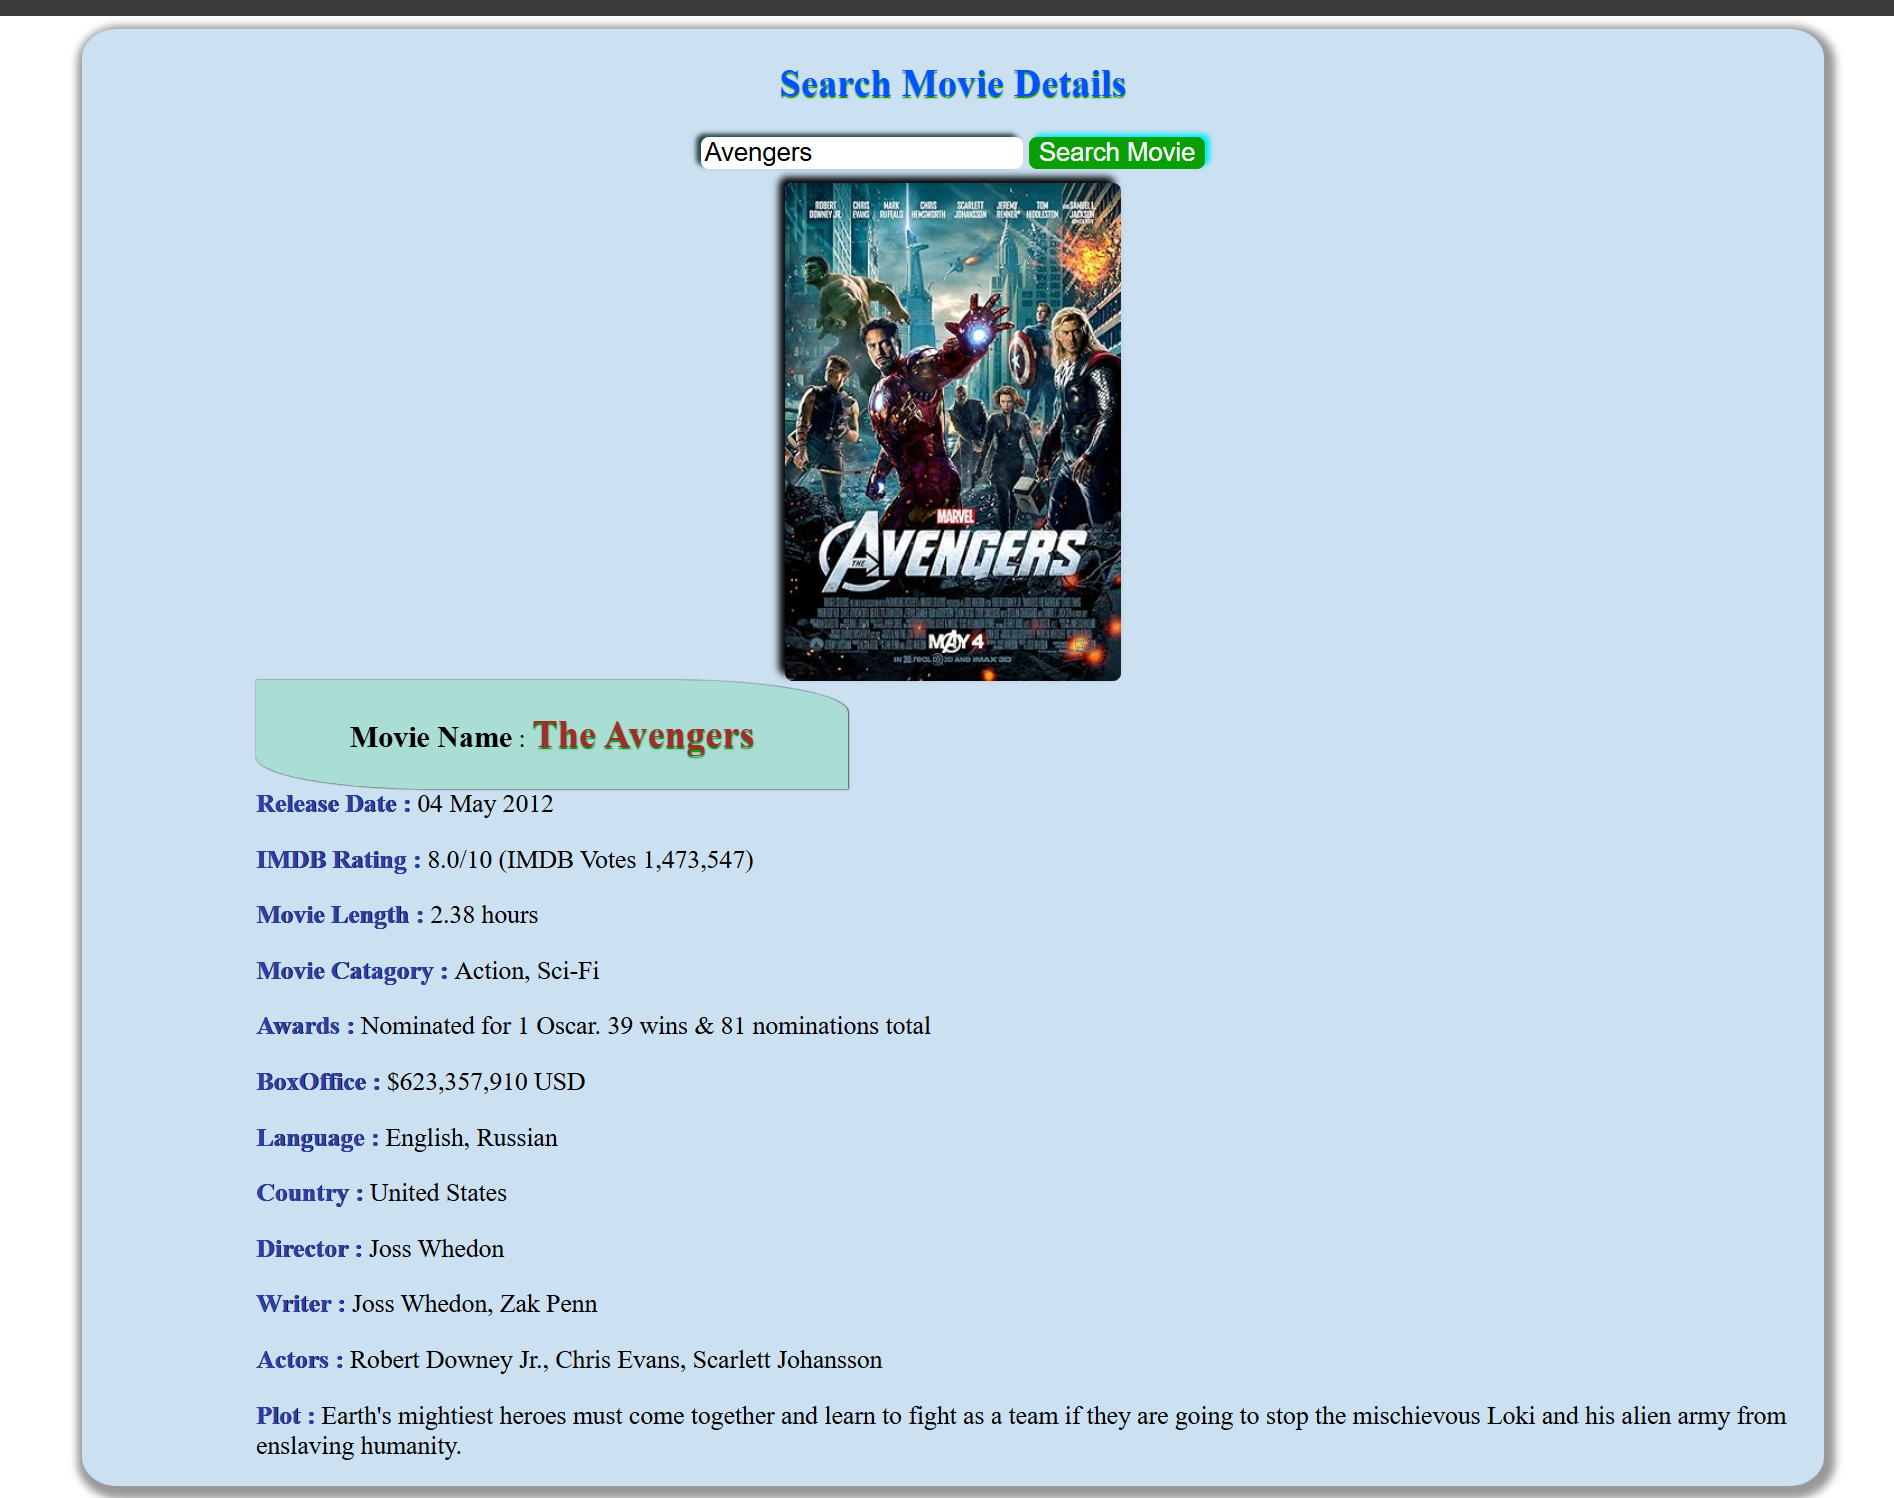 Search Movie Details
Avengers Search Movie
ROBERT DOWNEY JR. CHRIS EVANS MARK RUFFALO CHRIS HEMSWORTH SCARLETT JOHANSSON JEREMY RENNER TOM HIDDLESTON AND SAMUEL L. JACKSON
MARVEL
THE AVENGERS
MAY 4
IN REAL D 3D AND IMAX 3D
Movie Name : The Avengers
Release Date : 04 May 2012
IMDB Rating : 8.0/10 (IMDB Votes 1,473,547)
Movie Length : 2.38 hours
Movie Catagory : Action, Sci-Fi
Awards : Nominated for 1 Oscar. 39 wins & 81 nominations total
BoxOffice : $623,357,910 USD
Language : English, Russian
Country : United States
Director : Joss Whedon
Writer : Joss Whedon, Zak Penn
Actors : Robert Downey Jr., Chris Evans, Scarlett Johansson
Plot : Earth's mightiest heroes must come together and learn to fight as a team if they are going to stop the mischievous Loki and his alien army from
enslaving humanity.